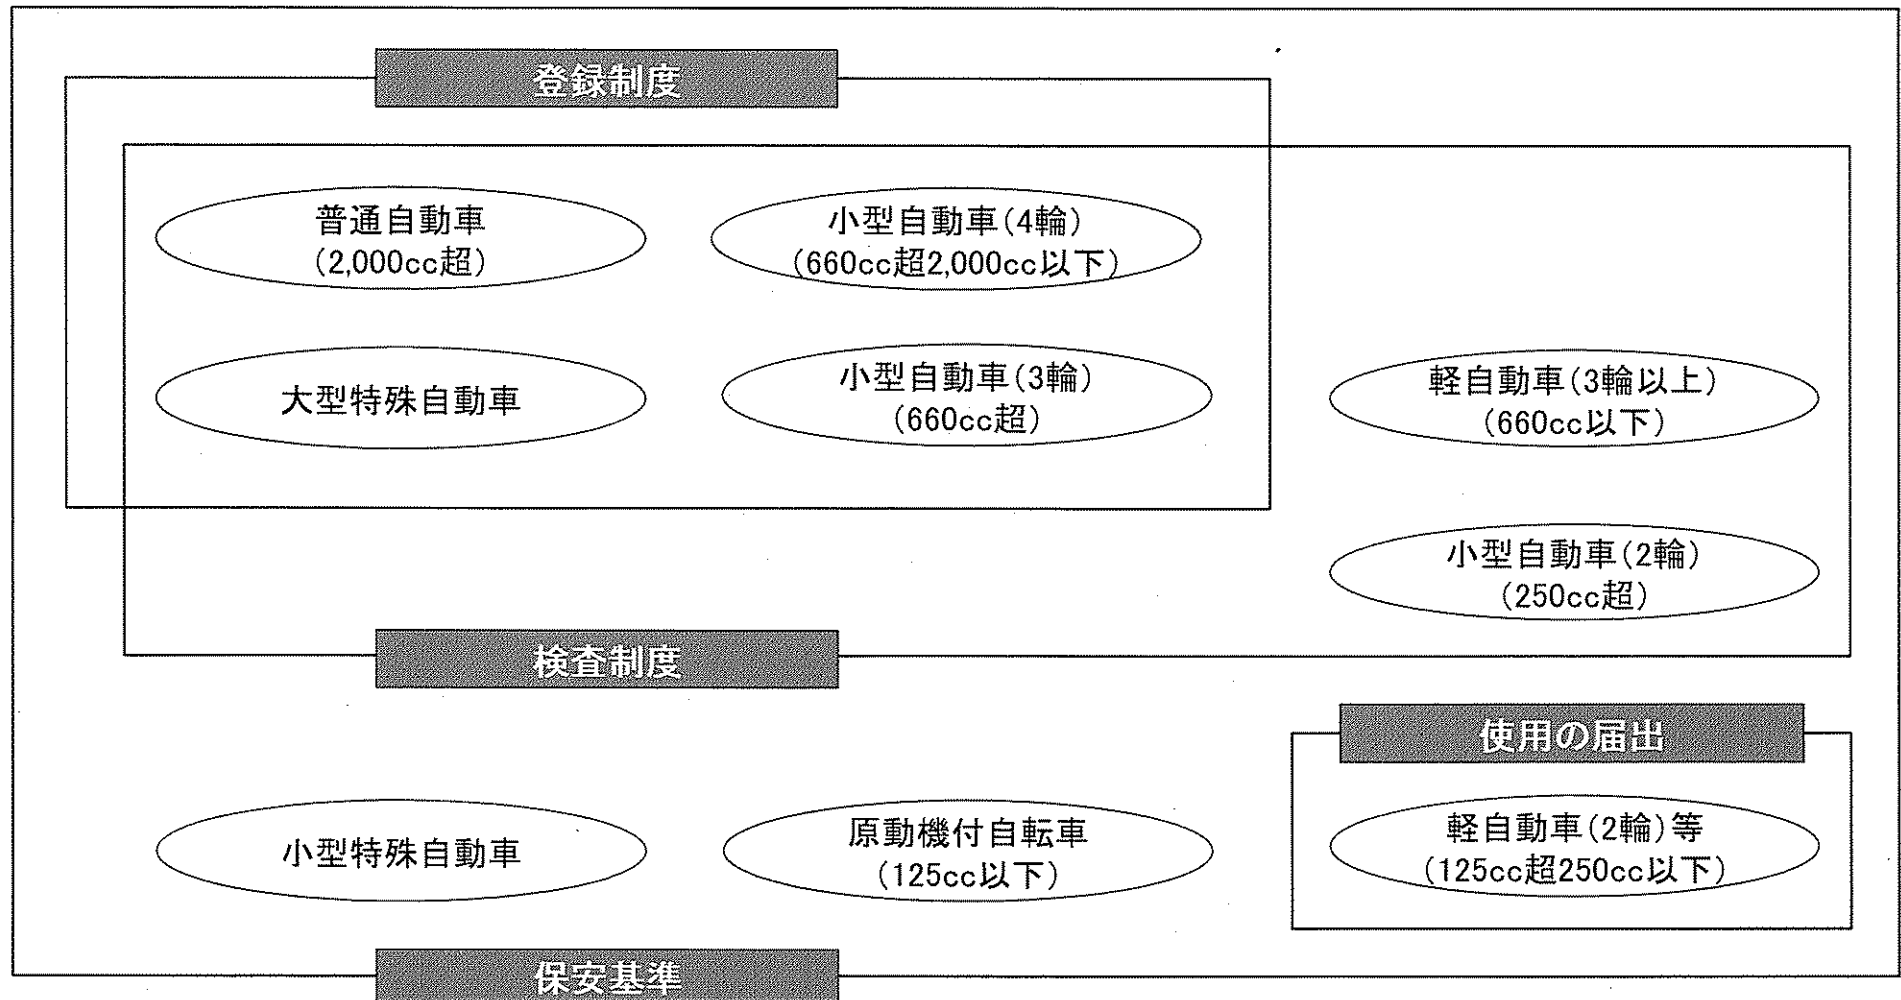 登録制度
普通自動車
(2,000cc超)
小型自動車(4輪)
(660cc超2,000cc以下)
大型特殊自動車
小型自動車(3輪)
(660cc超)
軽自動車(3輪以上)
(660cc以下)
小型自動車(2輪)
(250cc超)
検査制度
使用の届出
小型特殊自動車
原動機付自転車
(125cc以下)
軽自動車(2輪)等
(125cc超250cc以下)
保安基準